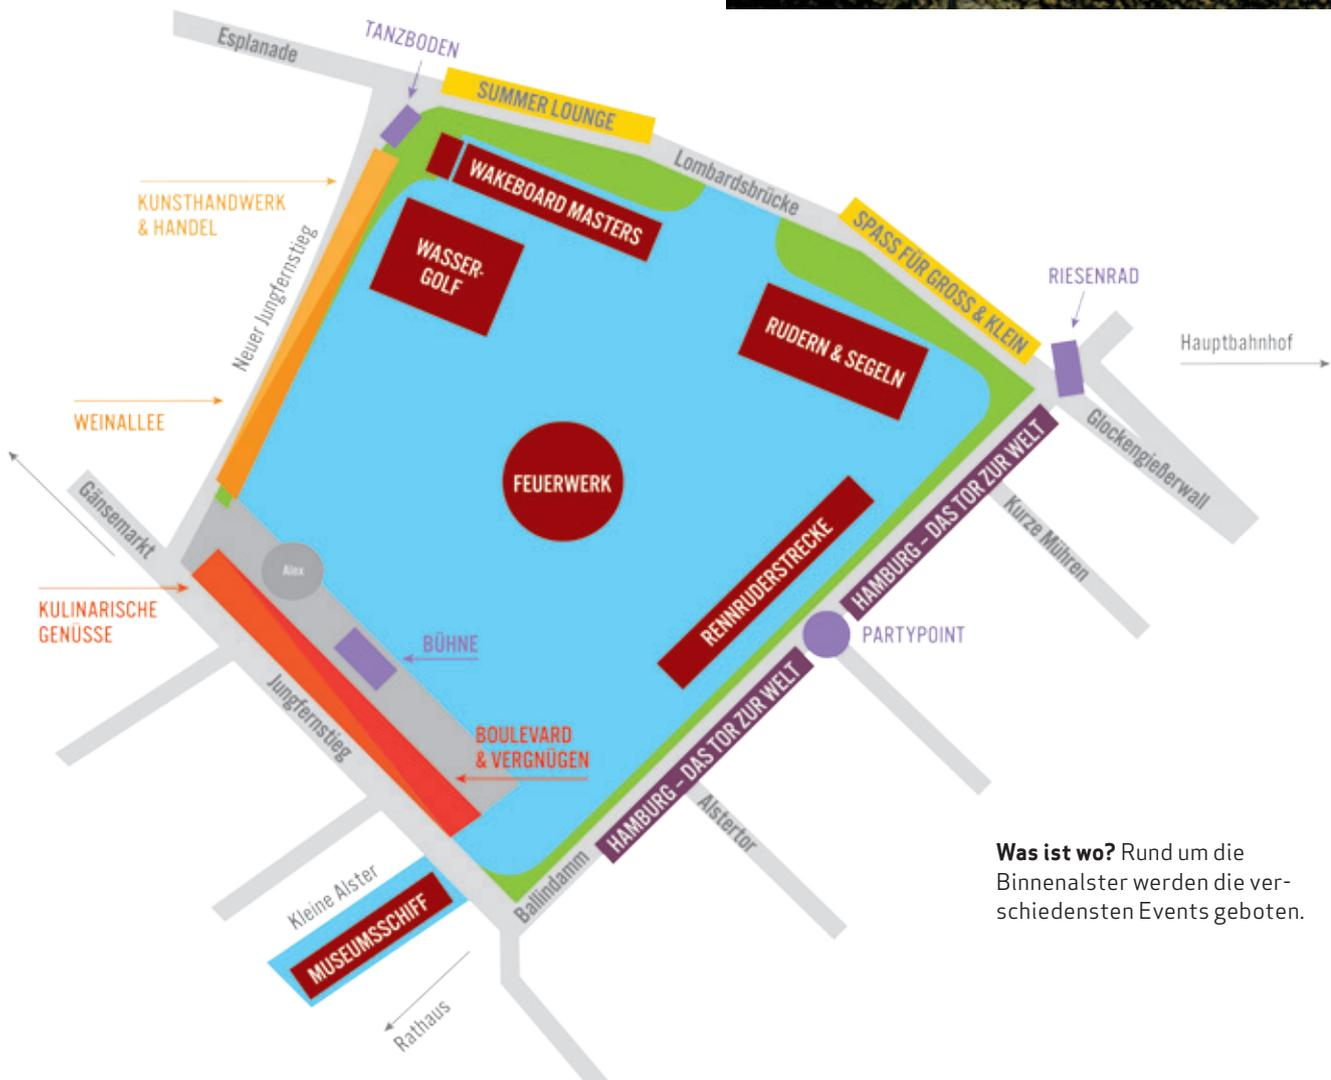 Esplanade
TANZBODEN
SUMMER LOUNGE
Lombardsbrücke
KUNSTHANDWERK
& HANDEL
WAKEBOARD MASTERS
WASSER-
GOLF
SPASS FÜR GROSS & KLEIN
RIESENRAD
Hauptbahnhof
Neuer Jungfernstieg
RUDERN & SEGELN
WEINALLEE
Glockengießerwall
FEUERWERK
HAMBURG – DAS TOR ZUR WELT
Kurze Mühren
Gänsemarkt
Alex
RENNRUDERSTRECKE
KULINARISCHE
GENÜSSE
BÜHNE
PARTYPOINT
Jungfernstieg
BOULEVARD
& VERGNÜGEN
HAMBURG – DAS TOR ZUR WELT
Alstertor
Ballindamm
Kleine Alster
MUSEUMSSCHIFF
Rathaus
Was ist wo? Rund um die
Binnenalster werden die ver-
schiedensten Events geboten.